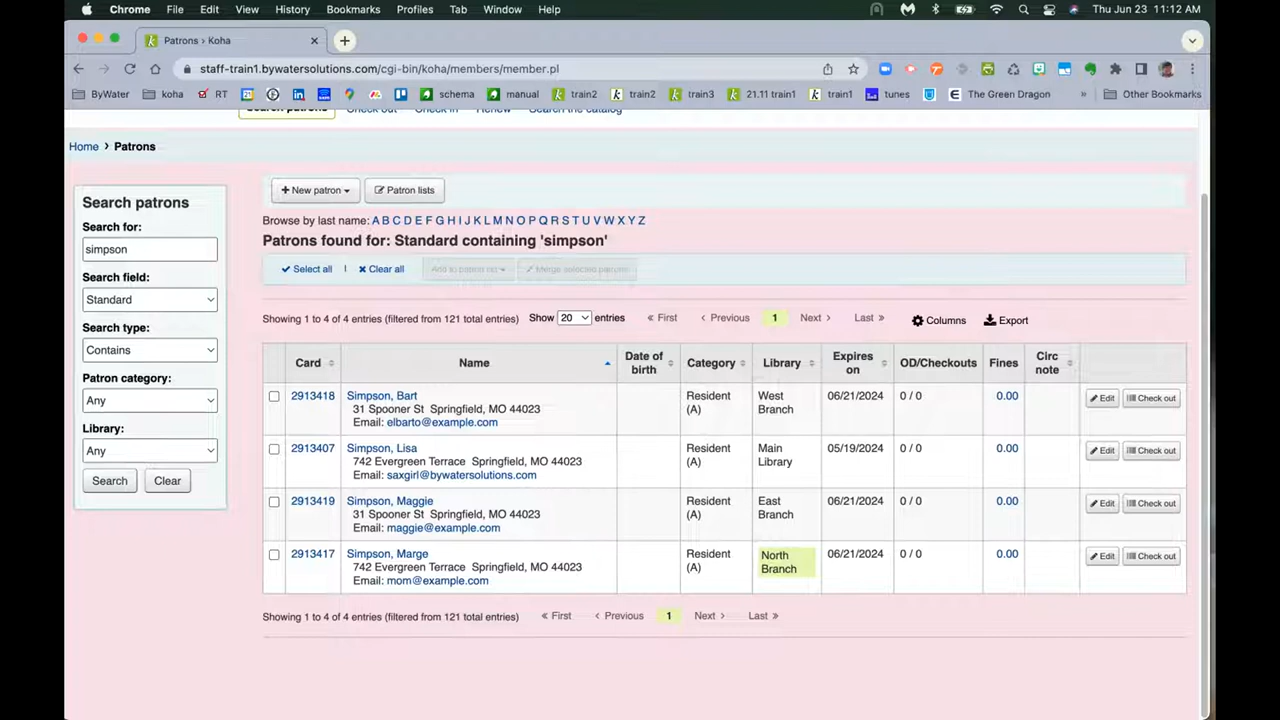 Chrome File Edit View History Bookmarks Profiles Tab Window Help Thu Jun 23 11:12 AM
Patrons › Koha
staff-train1.bywatersolutions.com/cgi-bin/koha/members/member.pl
ByWater koha RT schema manual train2 train2 train3 21.11 train1 train1 tunes The Green Dragon » Other Bookmarks
Search patrons Check out Check in Renew Search the catalog
Home › Patrons
Search patrons
Search for:
simpson
Search field:
Standard
Search type:
Contains
Patron category:
Any
Library:
Any
Search Clear
+ New patron Patron lists
Browse by last name: A B C D E F G H I J K L M N O P Q R S T U V W X Y Z
Patrons found for: Standard containing 'simpson'
Select all | Clear all Add to patron list Merge selected patrons
Showing 1 to 4 of 4 entries (filtered from 121 total entries) Show 20 entries « First ‹ Previous 1 Next › Last » Columns Export
Card Name Date of birth Category Library Expires on OD/Checkouts Fines Circ note
2913418 Simpson, Bart Resident (A) West Branch 06/21/2024 0 / 0 0.00 Edit Check out
31 Spooner St Springfield, MO 44023
Email: elbarto@example.com
2913407 Simpson, Lisa Resident (A) Main Library 05/19/2024 0 / 0 0.00 Edit Check out
742 Evergreen Terrace Springfield, MO 44023
Email: saxgirl@bywatersolutions.com
2913419 Simpson, Maggie Resident (A) East Branch 06/21/2024 0 / 0 0.00 Edit Check out
31 Spooner St Springfield, MO 44023
Email: maggie@example.com
2913417 Simpson, Marge Resident (A) North Branch 06/21/2024 0 / 0 0.00 Edit Check out
742 Evergreen Terrace Springfield, MO 44023
Email: mom@example.com
Showing 1 to 4 of 4 entries (filtered from 121 total entries) « First ‹ Previous 1 Next › Last »